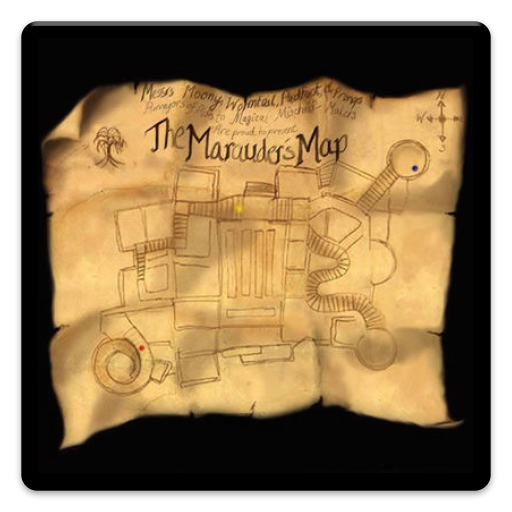 Messrs Moony, Wormtail, Padfoot, & Prongs
Purveyors of Aids to Magical Mischief-Makers
Are proud to present
The Marauder's Map
N
W
S